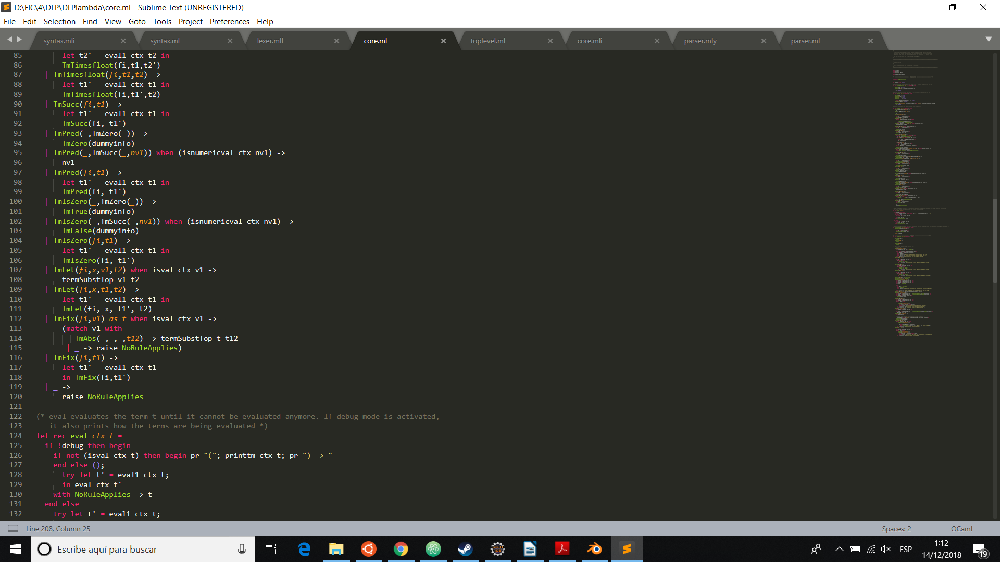 D:\FIC\4\DLP\DLPlambda\core.ml - Sublime Text (UNREGISTERED)
File Edit Selection Find View Goto Tools Project Preferences Help
syntax.mli syntax.ml lexer.mll core.ml toplevel.ml core.mli parser.mly parser.ml
85 let t2' = eval1 ctx t2 in
86 TmTimesfloat(fi,t1,t2')
87 | TmTimesfloat(fi,t1,t2) ->
88 let t1' = eval1 ctx t1 in
89 TmTimesfloat(fi,t1',t2)
90 | TmSucc(fi,t1) ->
91 let t1' = eval1 ctx t1 in
92 TmSucc(fi, t1')
93 | TmPred(_,TmZero(_)) ->
94 TmZero(dummyinfo)
95 | TmPred(_,TmSucc(_,nv1)) when (isnumericval ctx nv1) ->
96 nv1
97 | TmPred(fi,t1) ->
98 let t1' = eval1 ctx t1 in
99 TmPred(fi, t1')
100 | TmIsZero(_,TmZero(_)) ->
101 TmTrue(dummyinfo)
102 | TmIsZero(_,TmSucc(_,nv1)) when (isnumericval ctx nv1) ->
103 TmFalse(dummyinfo)
104 | TmIsZero(fi,t1) ->
105 let t1' = eval1 ctx t1 in
106 TmIsZero(fi, t1')
107 | TmLet(fi,x,v1,t2) when isval ctx v1 ->
108 termSubstTop v1 t2
109 | TmLet(fi,x,t1,t2) ->
110 let t1' = eval1 ctx t1 in
111 TmLet(fi, x, t1', t2)
112 | TmFix(fi,v1) as t when isval ctx v1 ->
113 (match v1 with
114 TmAbs(_,_,_,t12) -> termSubstTop t t12
115 | _ -> raise NoRuleApplies)
116 | TmFix(fi,t1) ->
117 let t1' = eval1 ctx t1
118 in TmFix(fi,t1')
119 | _ ->
120 raise NoRuleApplies
121
122 (* eval evaluates the term t until it cannot be evaluated anymore. If debug mode is activated,
123 it also prints how the terms are being evaluated *)
124 let rec eval ctx t =
125 if !debug then begin
126 if not (isval ctx t) then begin pr "("; printtm ctx t; pr ") -> "
127 end else ();
128 try let t' = eval1 ctx t;
129 in eval ctx t'
130 with NoRuleApplies -> t
131 end else
132 try let t' = eval1 ctx t;
Line 208, Column 25 Spaces: 2 OCaml
Escribe aquí para buscar
ESP
1:12
14/12/2018
19